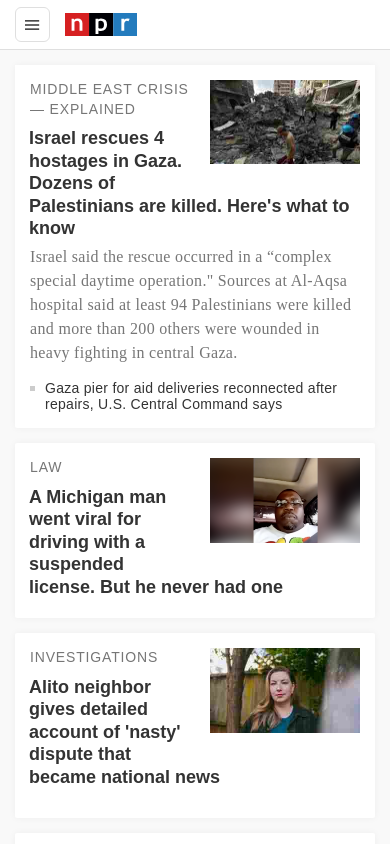 npr
MIDDLE EAST CRISIS
— EXPLAINED
Israel rescues 4
hostages in Gaza.
Dozens of
Palestinians are killed. Here's what to
know
Israel said the rescue occurred in a “complex
special daytime operation." Sources at Al-Aqsa
hospital said at least 94 Palestinians were killed
and more than 200 others were wounded in
heavy fighting in central Gaza.
Gaza pier for aid deliveries reconnected after
repairs, U.S. Central Command says
LAW
A Michigan man
went viral for
driving with a
suspended
license. But he never had one
INVESTIGATIONS
Alito neighbor
gives detailed
account of 'nasty'
dispute that
became national news